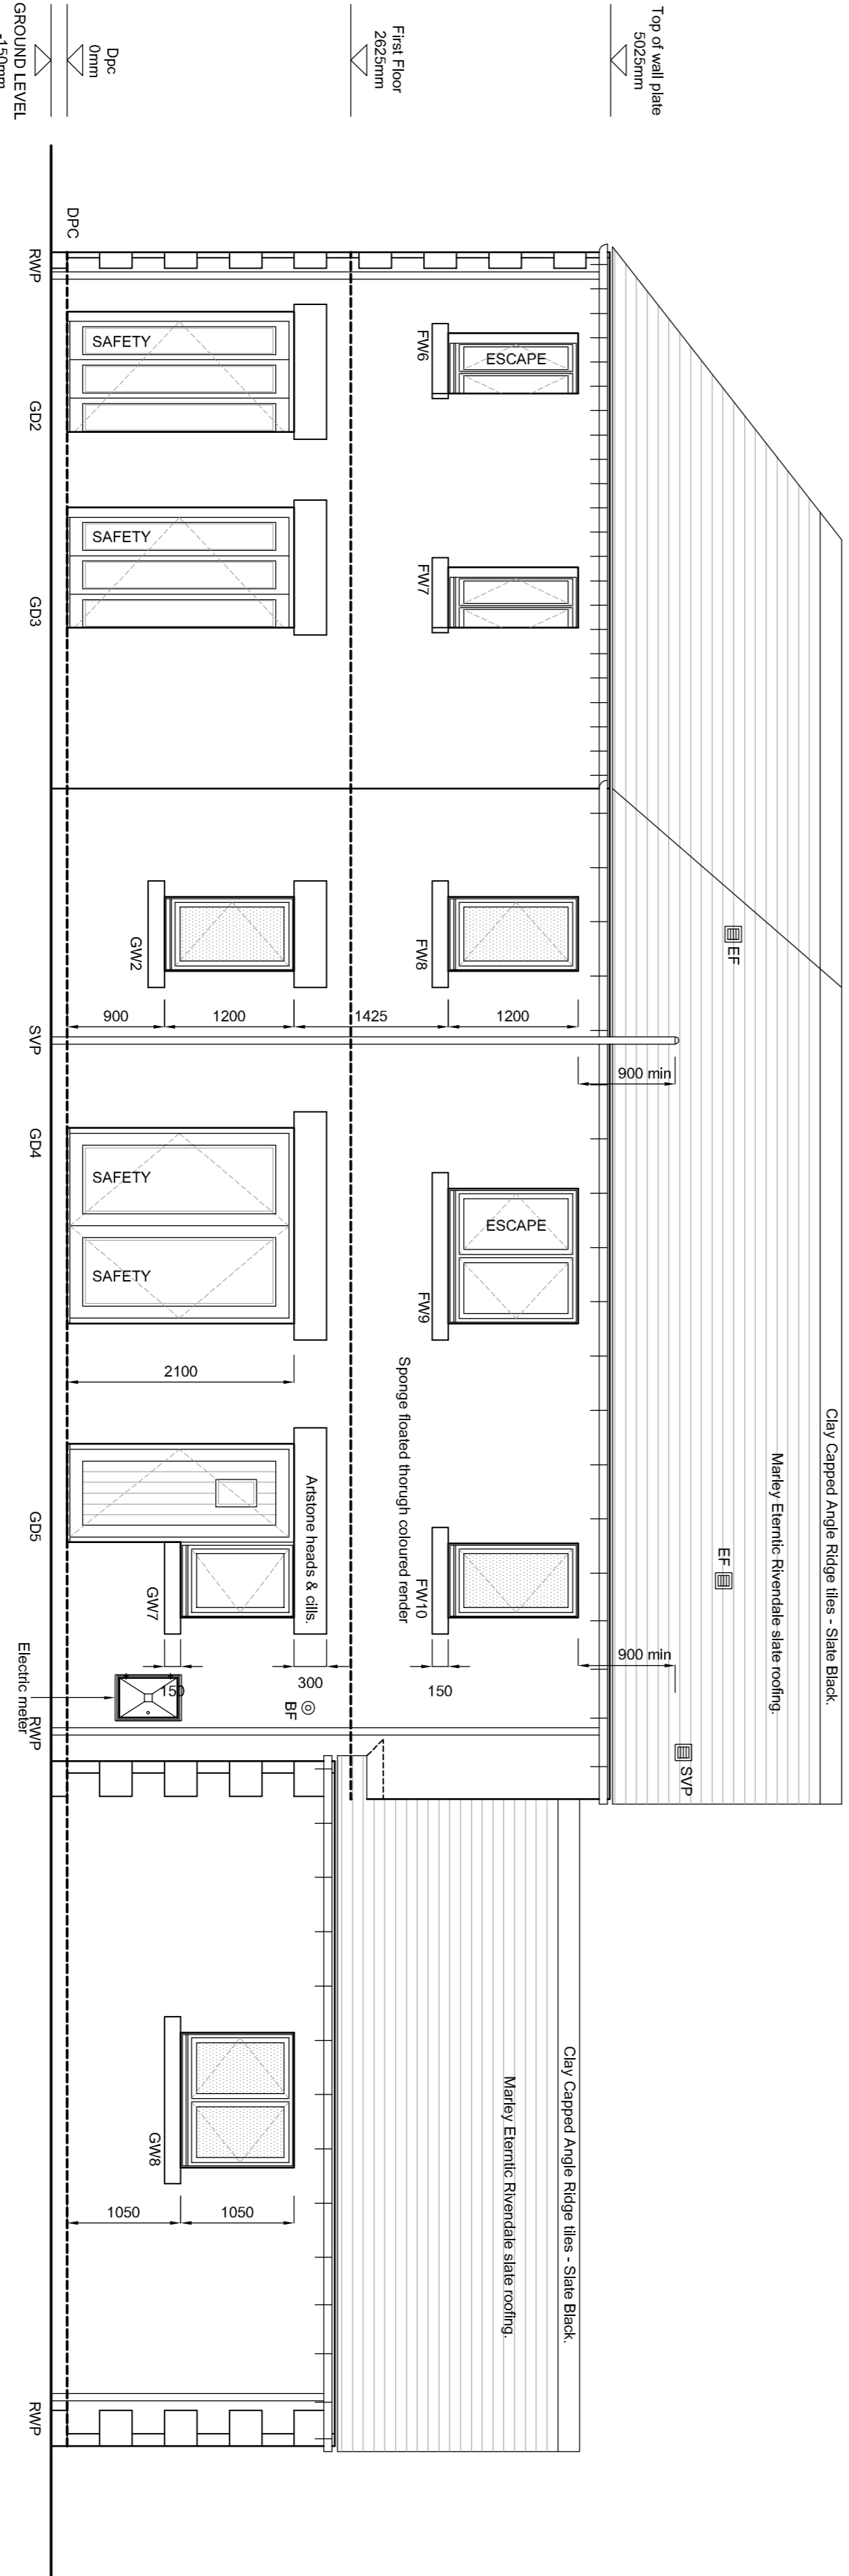 Top of wall plate
5025mm
First Floor
2625mm
Dpc
0mm
GROUND LEVEL
-150mm
Clay Capped Angle Ridge tiles - Slate Black.
Marley Eterntic Rivendale slate roofing.
EF
EF
SVP
900 min
900 min
ESCAPE
FW6
FW7
FW8
1200
ESCAPE
FW9
FW10
150
Sponge floated thorugh coloured render
1425
Clay Capped Angle Ridge tiles - Slate Black.
Marley Eterntic Rivendale slate roofing.
Artstone heads & cills.
300
BF
SAFETY
SAFETY
GW2
1200
900
SAFETY
SAFETY
2100
GW7
150
GW8
1050
1050
DPC
RWP
GD2
GD3
SVP
GD4
GD5
Electric meter
RWP
RWP